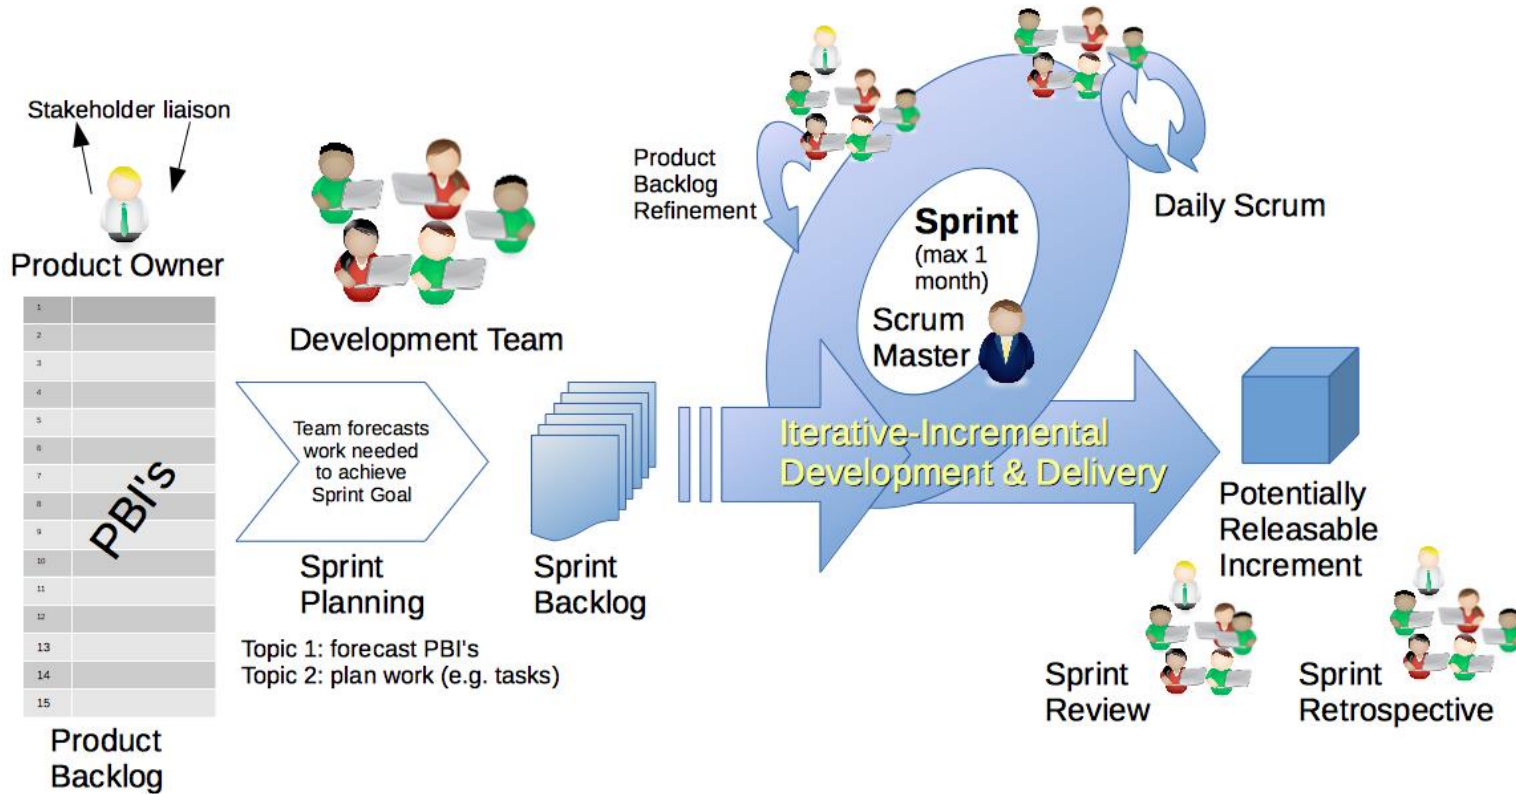 Stakeholder liaison
Product Owner
1
2
3
4
5
6
7
8
9
10
11
12
13
14
15
PBI's
Product
Backlog
Development Team
Team forecasts
work needed
to achieve
Sprint Goal
Sprint
Planning
Topic 1: forecast PBI's
Topic 2: plan work (e.g. tasks)
Sprint
Backlog
Product
Backlog
Refinement
Sprint
(max 1
month)
Scrum
Master
Daily Scrum
Iterative-Incremental
Development & Delivery
Potentially
Releasable
Increment
Sprint
Review
Sprint
Retrospective